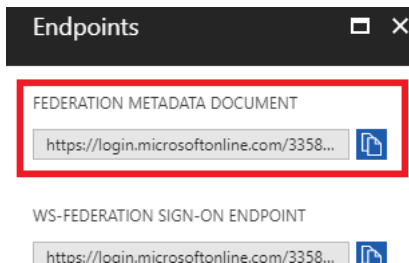 Endpoints
FEDERATION METADATA DOCUMENT
https://login.microsoftonline.com/3358...
WS-FEDERATION SIGN-ON ENDPOINT
https://login.microsoftonline.com/3358...